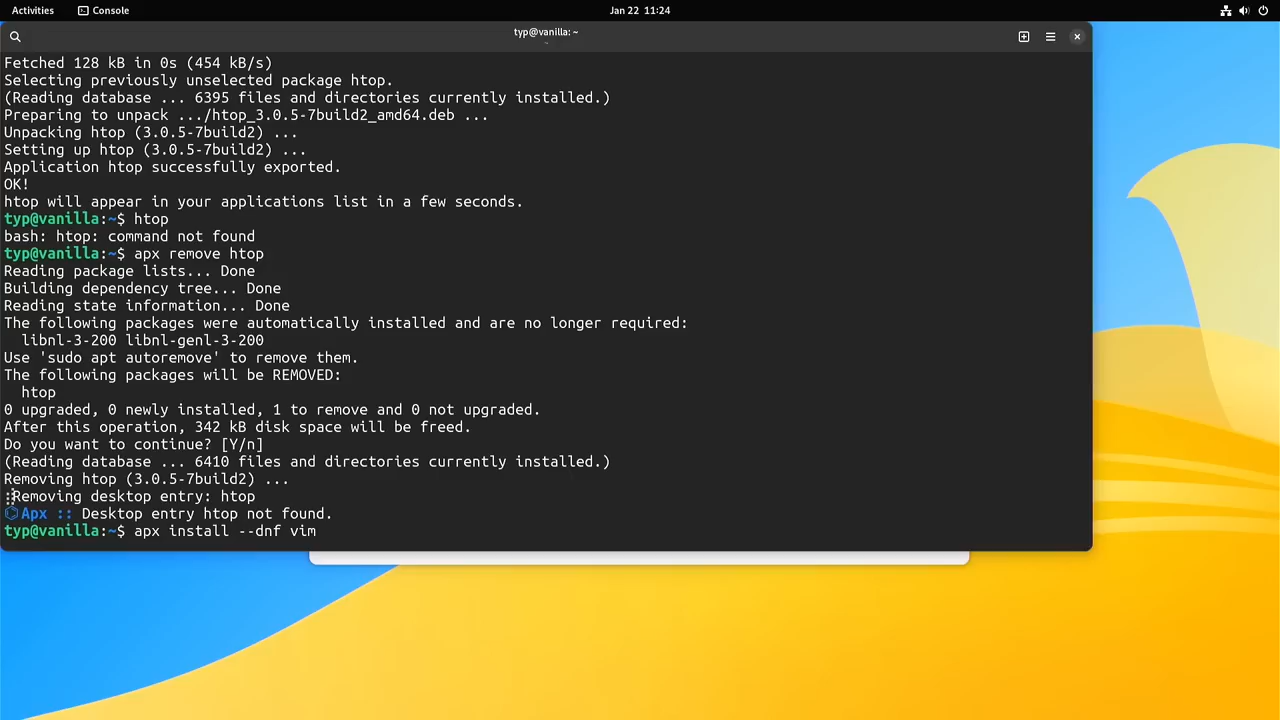 Activities
Console
Jan 22 11:24
typ@vanilla: ~
~
Fetched 128 kB in 0s (454 kB/s)
Selecting previously unselected package htop.
(Reading database ... 6395 files and directories currently installed.)
Preparing to unpack .../htop_3.0.5-7build2_amd64.deb ...
Unpacking htop (3.0.5-7build2) ...
Setting up htop (3.0.5-7build2) ...
Application htop successfully exported.
OK!
htop will appear in your applications list in a few seconds.
typ@vanilla:~$ htop
bash: htop: command not found
typ@vanilla:~$ apx remove htop
Reading package lists... Done
Building dependency tree... Done
Reading state information... Done
The following packages were automatically installed and are no longer required:
  libnl-3-200 libnl-genl-3-200
Use 'sudo apt autoremove' to remove them.
The following packages will be REMOVED:
  htop
0 upgraded, 0 newly installed, 1 to remove and 0 not upgraded.
After this operation, 342 kB disk space will be freed.
Do you want to continue? [Y/n]
(Reading database ... 6410 files and directories currently installed.)
Removing htop (3.0.5-7build2) ...
Removing desktop entry: htop
Apx :: Desktop entry htop not found.
typ@vanilla:~$ apx install --dnf vim